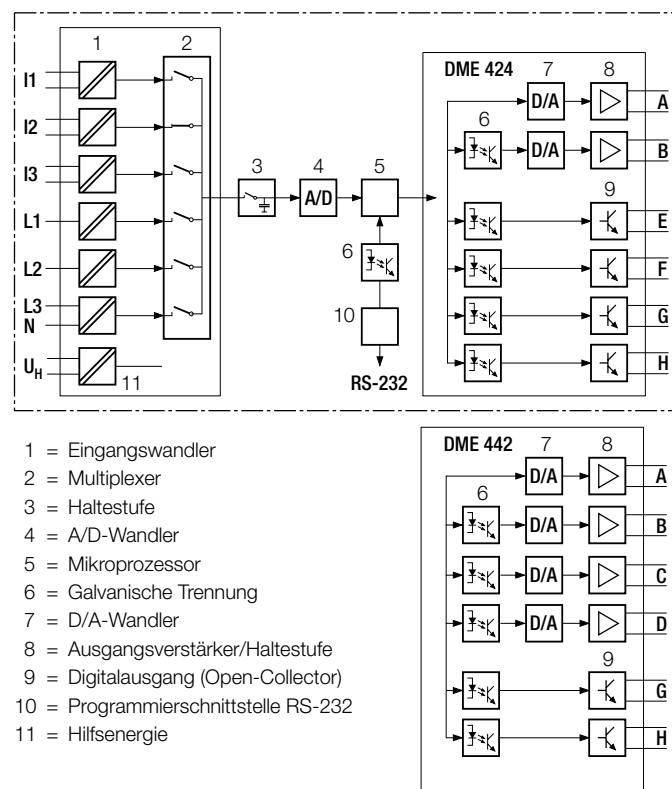 1
2
I1
I2
I3
L1
L2
L3
N
U_H
11
3
4
A/D
5
6
10
RS-232
DME 424
7
8
D/A
A
6
D/A
B
9
E
F
G
H
1 = Eingangswandler
2 = Multiplexer
3 = Haltestufe
4 = A/D-Wandler
5 = Mikroprozessor
6 = Galvanische Trennung
7 = D/A-Wandler
8 = Ausgangsverstärker/Haltestufe
9 = Digitalausgang (Open-Collector)
10 = Programmierschnittstelle RS-232
11 = Hilfsenergie
DME 442
7
8
D/A
A
6
D/A
B
D/A
C
D/A
D
9
G
H